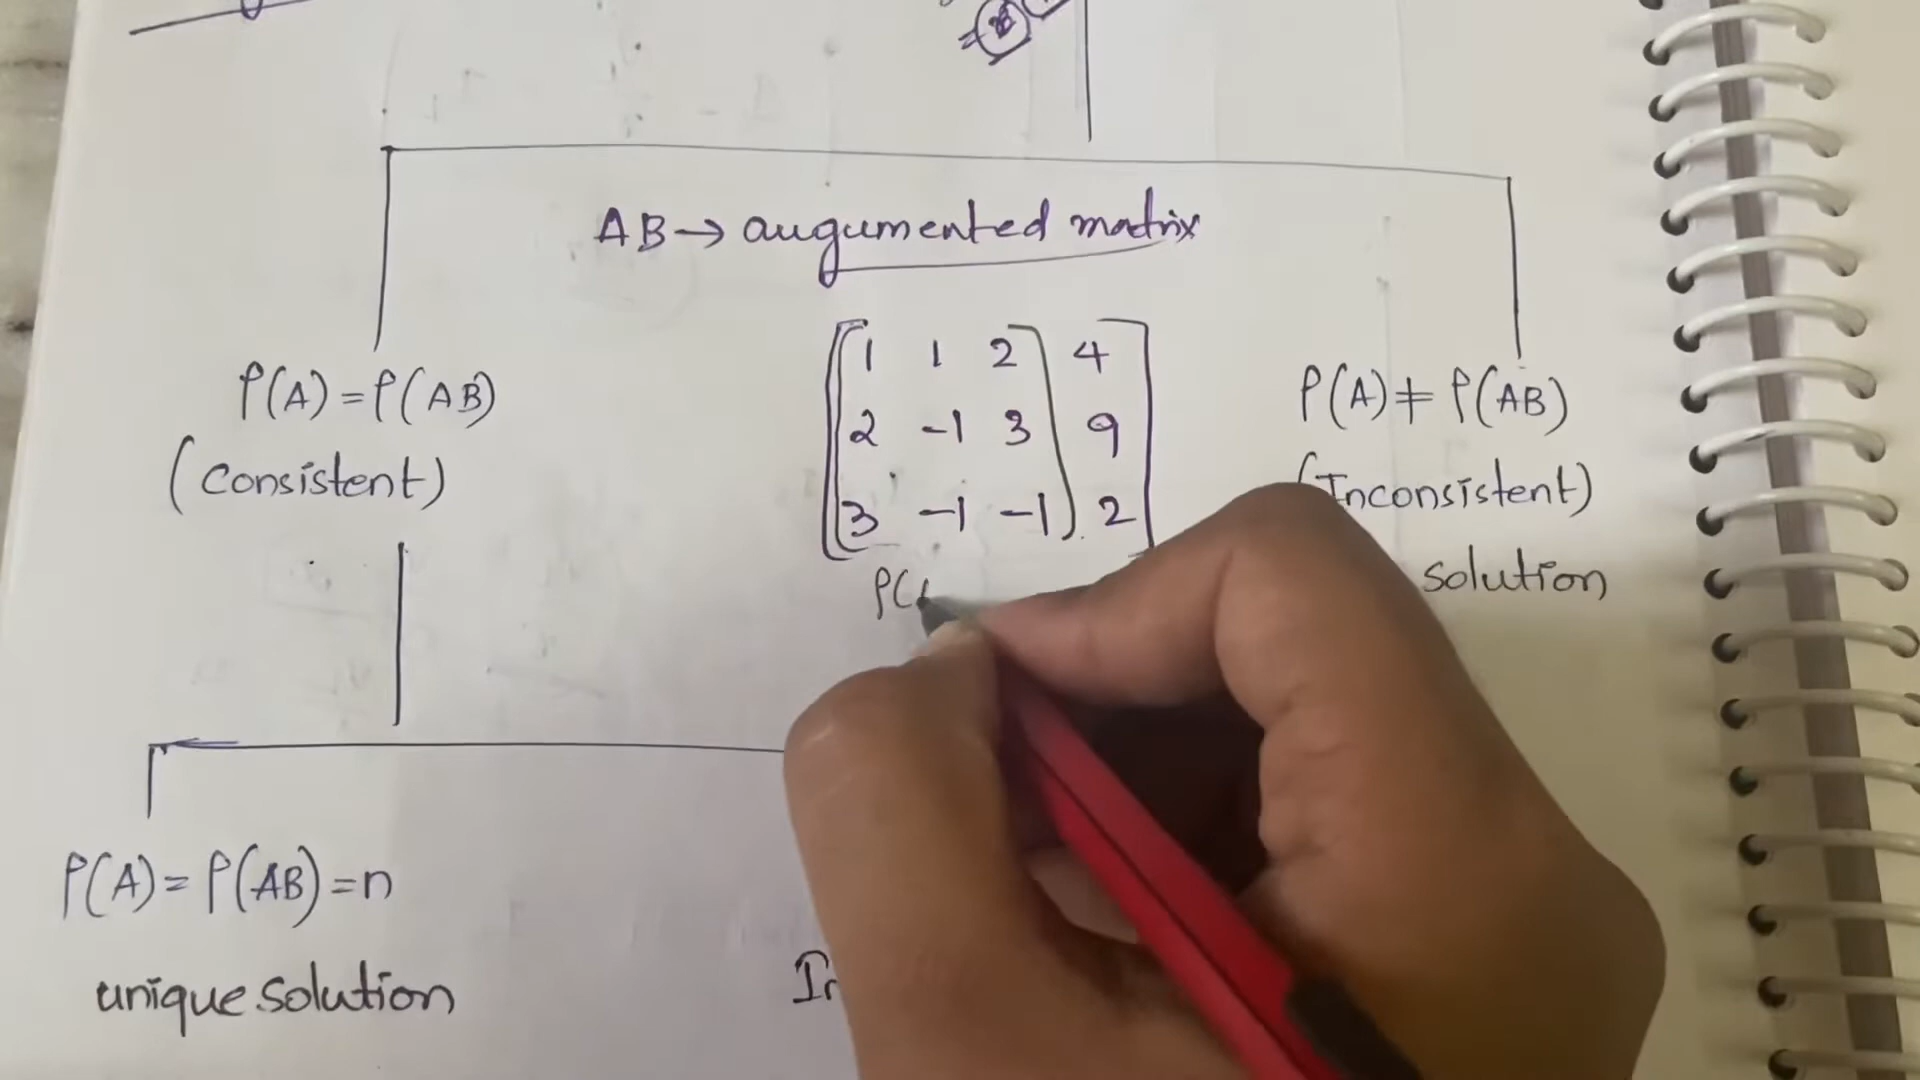 AB → augumented matrix
1 1 2 4
2 -1 3 9
3 -1 -1 2
ρ(A) = ρ(AB)
(consistent)
ρ(A) ≠ ρ(AB)
(Inconsistent)
solution
ρ(
ρ(A) = ρ(AB) = n
unique solution